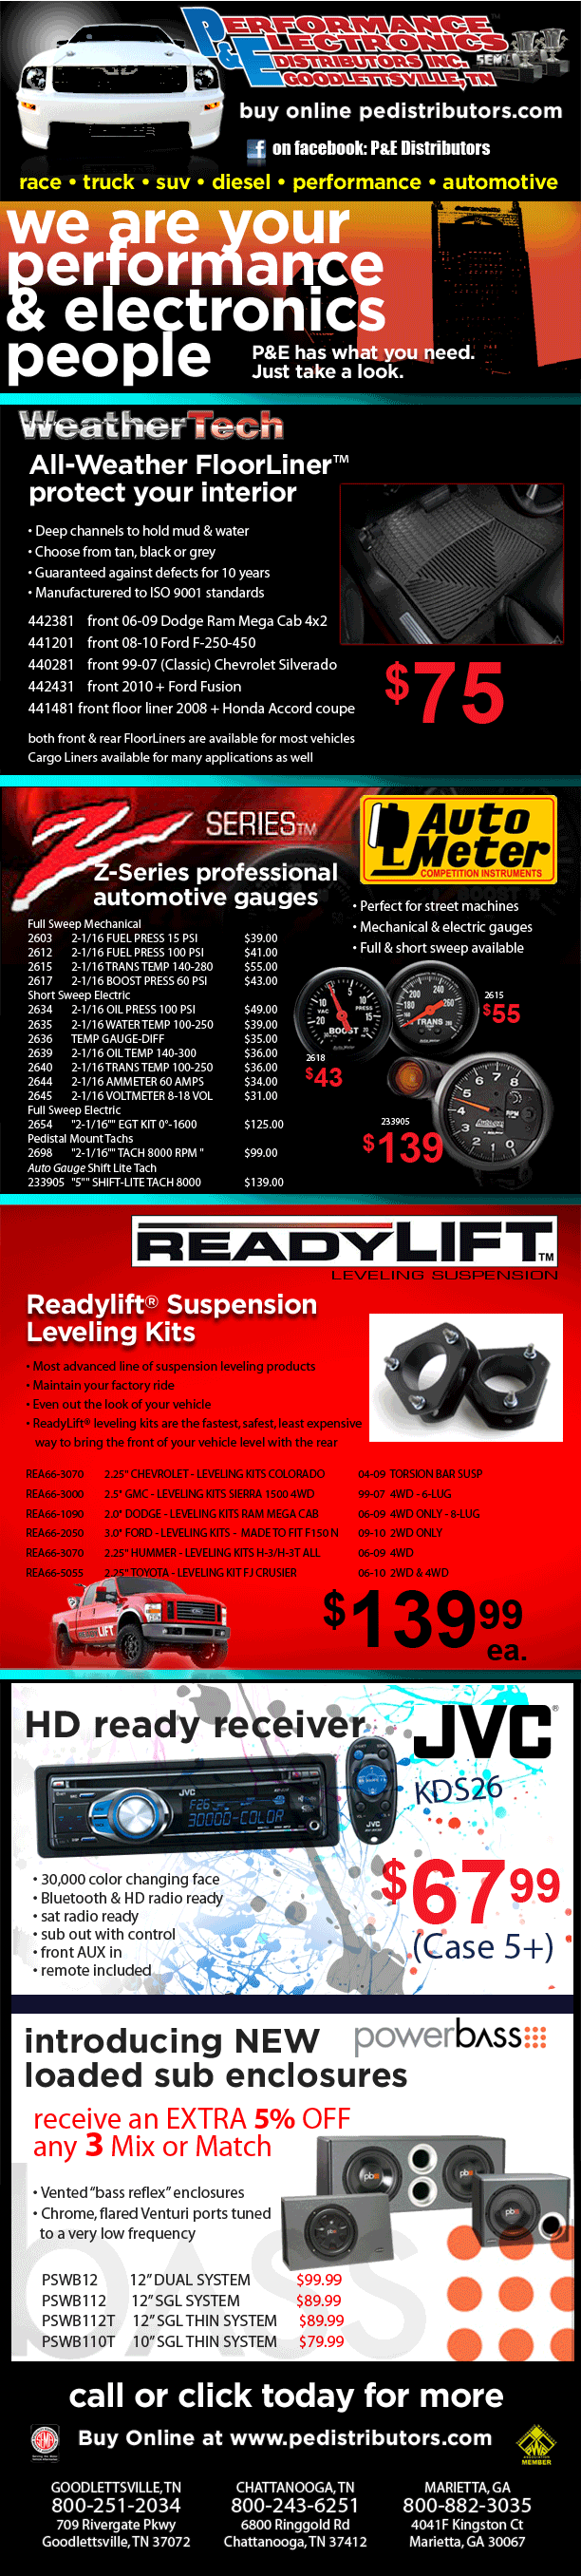 PERFORMANCE
& ELECTRONICS
DISTRIBUTORS INC.
GOODLETTSVILLE, TN
SEMA
buy online pedistributors.com
f on facebook: P&E Distributors
race • truck • suv • diesel • performance • automotive
we are your
performance
& electronics
people
P&E has what you need.
Just take a look.
WeatherTech
All-Weather FloorLiner™
protect your interior
• Deep channels to hold mud & water
• Choose from tan, black or grey
• Guaranteed against defects for 10 years
• Manufacturered to ISO 9001 standards
442381 front 06-09 Dodge Ram Mega Cab 4x2
441201 front 08-10 Ford F-250-450
440281 front 99-07 (Classic) Chevrolet Silverado
442431 front 2010 + Ford Fusion
441481 front floor liner 2008 + Honda Accord coupe
$75
both front & rear FloorLiners are available for most vehicles
Cargo Liners available for many applications as well
Z SERIES™
Auto Meter
COMPETITION INSTRUMENTS
Z-Series professional
automotive gauges
• Perfect for street machines
• Mechanical & electric gauges
• Full & short sweep available
Full Sweep Mechanical
2603 2-1/16 FUEL PRESS 15 PSI $39.00
2612 2-1/16 FUEL PRESS 100 PSI $41.00
2615 2-1/16 TRANS TEMP 140-280 $55.00
2617 2-1/16 BOOST PRESS 60 PSI $43.00
Short Sweep Electric
2634 2-1/16 OIL PRESS 100 PSI $49.00
2635 2-1/16 WATER TEMP 100-250 $39.00
2636 TEMP GAUGE-DIFF $35.00
2639 2-1/16 OIL TEMP 140-300 $36.00
2640 2-1/16 TRANS TEMP 100-250 $36.00
2644 2-1/16 AMMETER 60 AMPS $34.00
2645 2-1/16 VOLTMETER 8-18 VOL $31.00
Full Sweep Electric
2654 "2-1/16"" EGT KIT 0°-1600 $125.00
Pedistal Mount Tachs
2698 "2-1/16"" TACH 8000 RPM " $99.00
Auto Gauge Shift Lite Tach
233905 "5"" SHIFT-LITE TACH 8000 $139.00
2615
$55
2618
$43
233905
$139
READYLIFT™
LEVELING SUSPENSION
Readylift® Suspension
Leveling Kits
• Most advanced line of suspension leveling products
• Maintain your factory ride
• Even out the look of your vehicle
• ReadyLift® leveling kits are the fastest, safest, least expensive
way to bring the front of your vehicle level with the rear
REA66-3070 2.25" CHEVROLET - LEVELING KITS COLORADO 04-09 TORSION BAR SUSP
REA66-3000 2.5" GMC - LEVELING KITS SIERRA 1500 4WD 99-07 4WD - 6-LUG
REA66-1090 2.0" DODGE - LEVELING KITS RAM MEGA CAB 06-09 4WD ONLY - 8-LUG
REA66-2050 3.0" FORD - LEVELING KITS - MADE TO FIT F150 N 09-10 2WD ONLY
REA66-3070 2.25" HUMMER - LEVELING KITS H-3/H-3T ALL 06-09 4WD
REA66-5055 2.25" TOYOTA - LEVELING KIT FJ CRUSIER 06-10 2WD & 4WD
$139.99
ea.
HD ready receiver
JVC®
KDS26
JVC
F26
30000-COLOR
JVC
• 30,000 color changing face
• Bluetooth & HD radio ready
• sat radio ready
• sub out with control
• front AUX in
• remote included
$67.99
(Case 5+)
introducing NEW
loaded sub enclosures
powerbass
receive an EXTRA 5% OFF
any 3 Mix or Match
• Vented “bass reflex” enclosures
• Chrome, flared Venturi ports tuned
to a very low frequency
bass
PSWB12 12” DUAL SYSTEM $99.99
PSWB112 12” SGL SYSTEM $89.99
PSWB112T 12” SGL THIN SYSTEM $89.99
PSWB110T 10” SGL THIN SYSTEM $79.99
call or click today for more
Buy Online at www.pedistributors.com
SEMA
MEMBER
GOODLETTSVILLE, TN
800-251-2034
709 Rivergate Pkwy
Goodlettsville, TN 37072
CHATTANOOGA, TN
800-243-6251
6800 Ringgold Rd
Chattanooga, TN 37412
MARIETTA, GA
800-882-3035
4041F Kingston Ct
Marietta, GA 30067